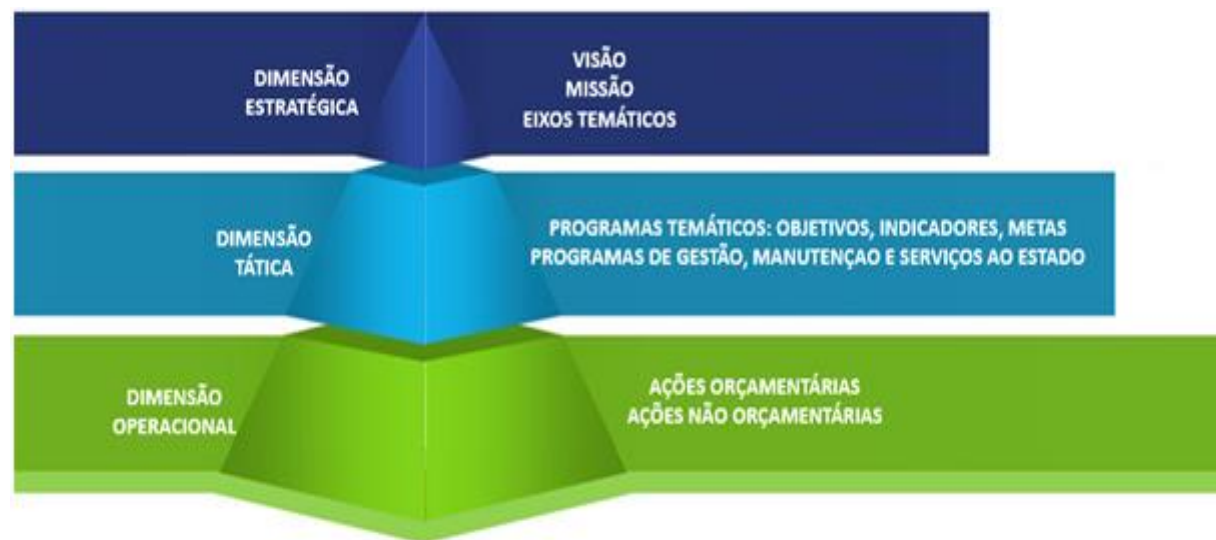 DIMENSÃO
ESTRATÉGICA
VISÃO
MISSÃO
EIXOS TEMÁTICOS
DIMENSÃO
TÁTICA
PROGRAMAS TEMÁTICOS: OBJETIVOS, INDICADORES, METAS
PROGRAMAS DE GESTÃO, MANUTENÇAO E SERVIÇOS AO ESTADO
DIMENSÃO
OPERACIONAL
AÇÕES ORÇAMENTÁRIAS
AÇÕES NÃO ORÇAMENTÁRIAS